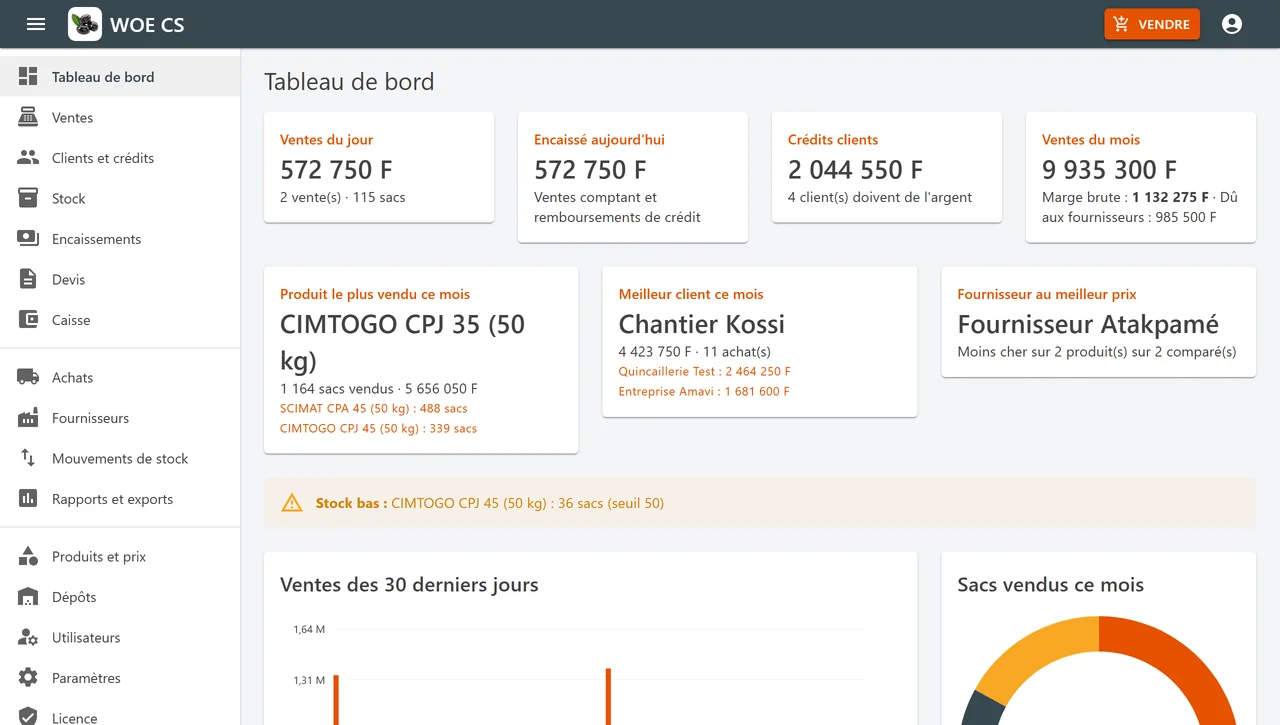 WOE CS
VENDRE
Tableau de bord
Ventes
Clients et crédits
Stock
Encaissements
Devis
Caisse
Achats
Fournisseurs
Mouvements de stock
Rapports et exports
Produits et prix
Dépôts
Utilisateurs
Paramètres
Licence
Tableau de bord
Ventes du jour
572 750 F
2 vente(s) · 115 sacs
Encaissé aujourd'hui
572 750 F
Ventes comptant et
remboursements de crédit
Crédits clients
2 044 550 F
4 client(s) doivent de l'argent
Ventes du mois
9 935 300 F
Marge brute : 1 132 275 F · Dû
aux fournisseurs : 985 500 F
Produit le plus vendu ce mois
CIMTOGO CPJ 35 (50
kg)
1 164 sacs vendus · 5 656 050 F
SCIMAT CPA 45 (50 kg) : 488 sacs
CIMTOGO CPJ 45 (50 kg) : 339 sacs
Meilleur client ce mois
Chantier Kossi
4 423 750 F · 11 achat(s)
Quincaillerie Test : 2 464 250 F
Entreprise Amavi : 1 681 600 F
Fournisseur au meilleur prix
Fournisseur Atakpamé
Moins cher sur 2 produit(s) sur 2 comparé(s)
Stock bas : CIMTOGO CPJ 45 (50 kg) : 36 sacs (seuil 50)
Ventes des 30 derniers jours
1,64 M
1,31 M
Sacs vendus ce mois